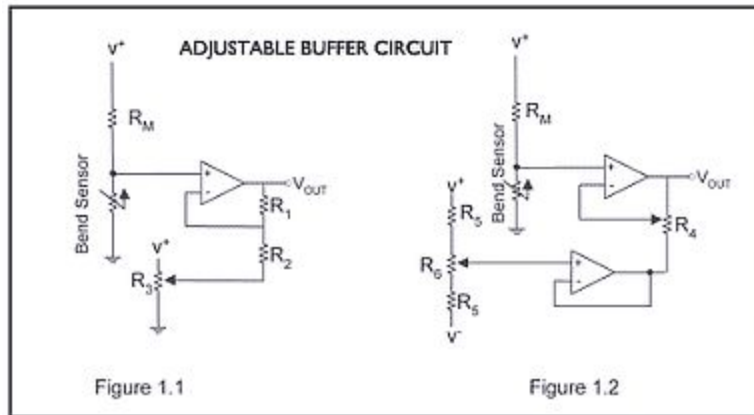 ADJUSTABLE BUFFER CIRCUIT
V+
RM
Bend Sensor
+
-
VOUT
R1
R2
V+
R3
Figure 1.1
V+
RM
Bend Sensor
+
-
VOUT
R4
V+
R5
R6
R5
V-
+
-
Figure 1.2